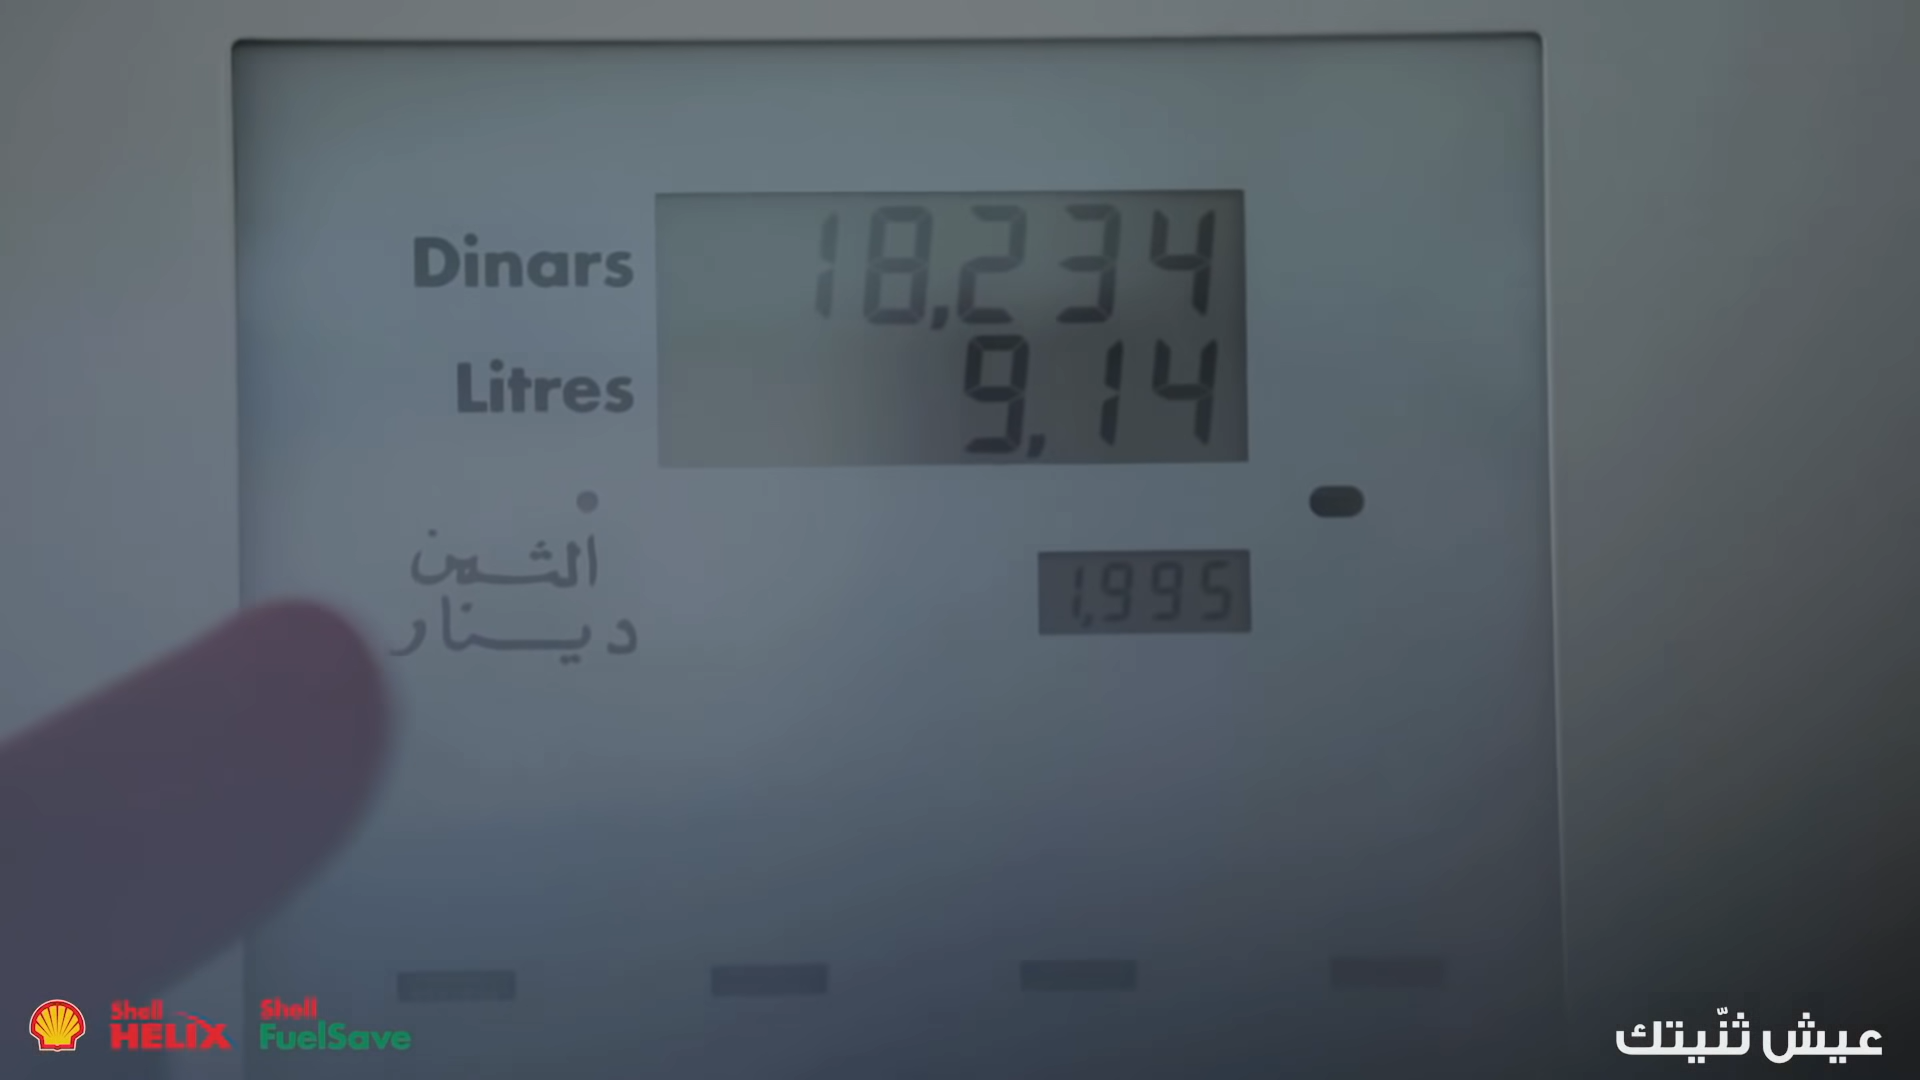 Dinars 18,234
Litres 9,14
الثمن
دينار
1,995
Shell HELIX
Shell FuelSave
عيش ثنّيتك